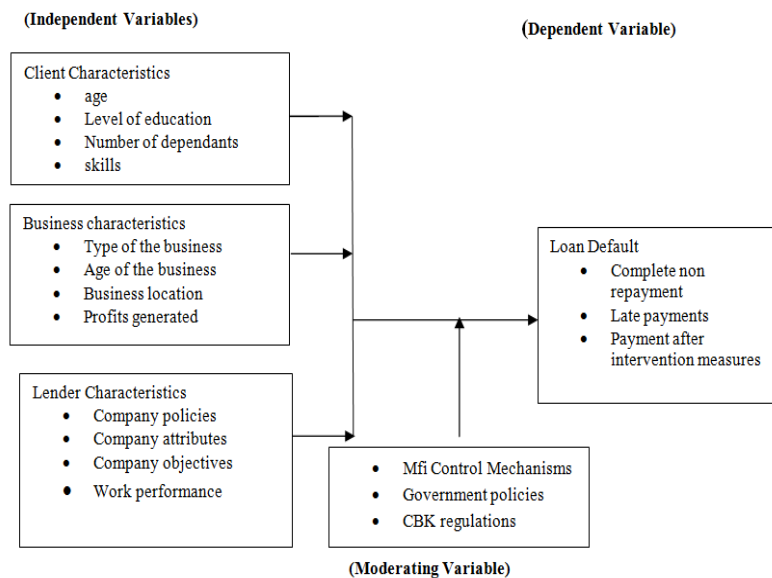 (Independent Variables)
(Dependent Variable)
Client Characteristics
• age
• Level of education
• Number of dependants
• skills
Business characteristics
• Type of the business
• Age of the business
• Business location
• Profits generated
Lender Characteristics
• Company policies
• Company attributes
• Company objectives
• Work performance
Loan Default
• Complete non
repayment
• Late payments
• Payment after
intervention measures
• Mfi Control Mechanisms
• Government policies
• CBK regulations
(Moderating Variable)